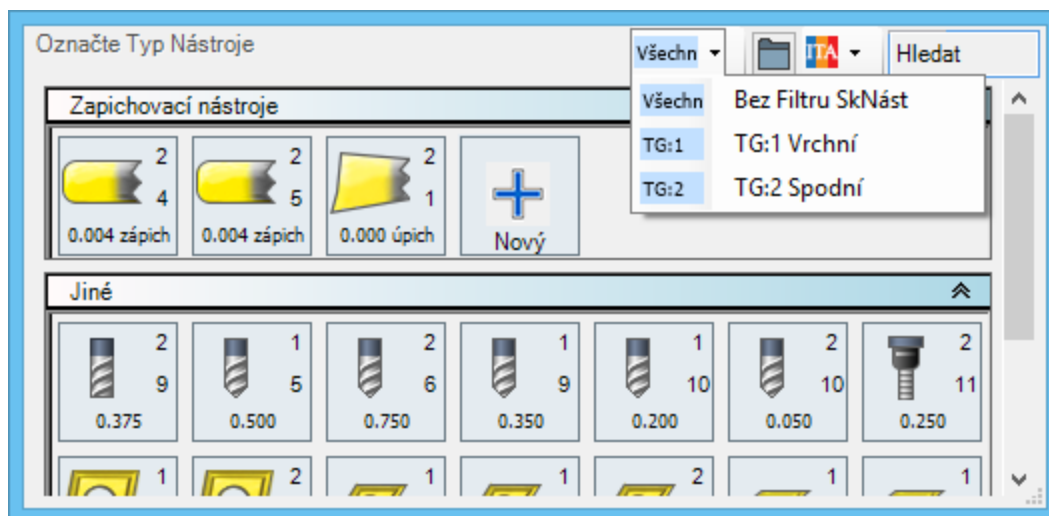 Označte Typ Nástroje
Všechn
ITA
Hledat
Všechn Bez Filtru SkNást
TG:1 TG:1 Vrchní
TG:2 TG:2 Spodní
Zapichovací nástroje
2 2 2
4 5 1
0.004 zápich 0.004 zápich 0.000 úpich Nový
Jiné
2 1 2 1 1 2 2
9 5 6 9 10 10 11
0.375 0.500 0.750 0.350 0.200 0.050 0.250
1 2 1 1 2 1 1